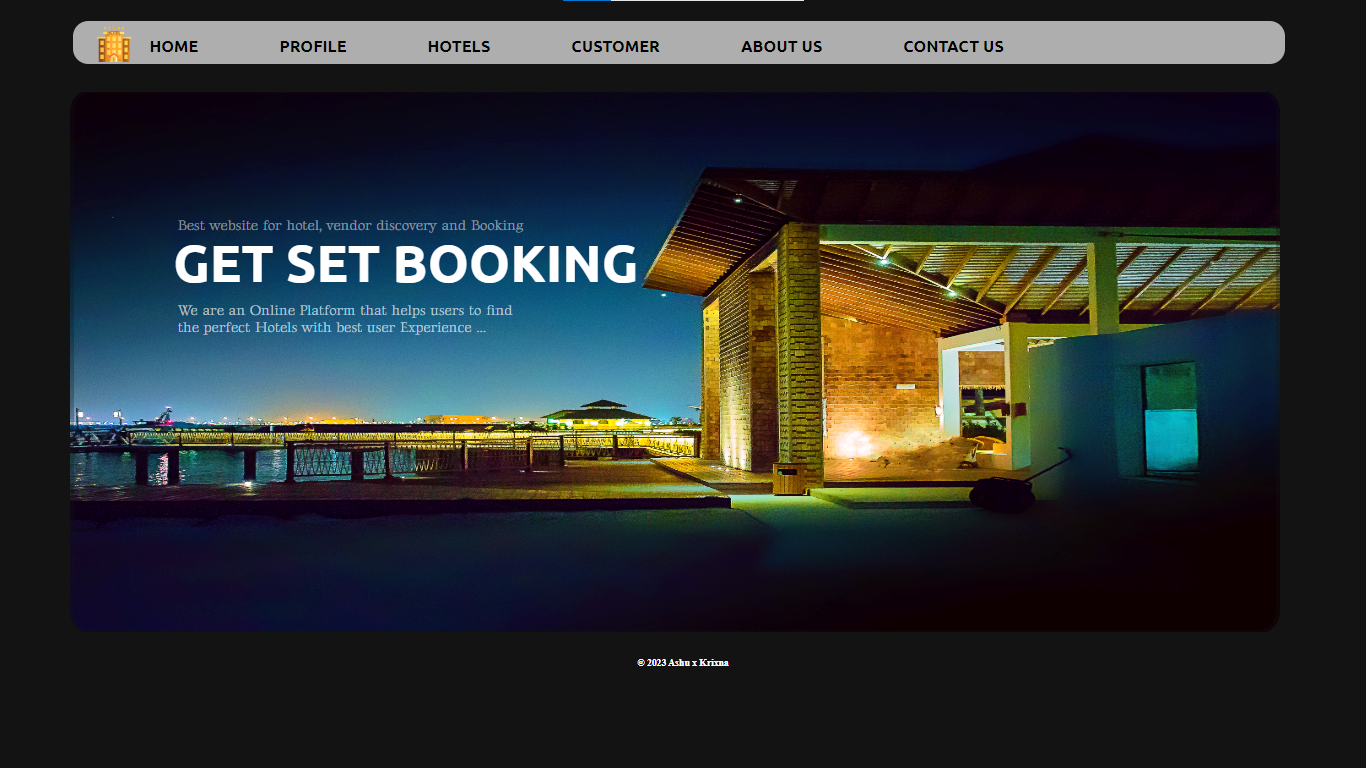 HOME PROFILE HOTELS CUSTOMER ABOUT US CONTACT US
Best website for hotel, vendor discovery and Booking
GET SET BOOKING
We are an Online Platform that helps users to find
the perfect Hotels with best user Experience ...
© 2023 Ashu x Krixna